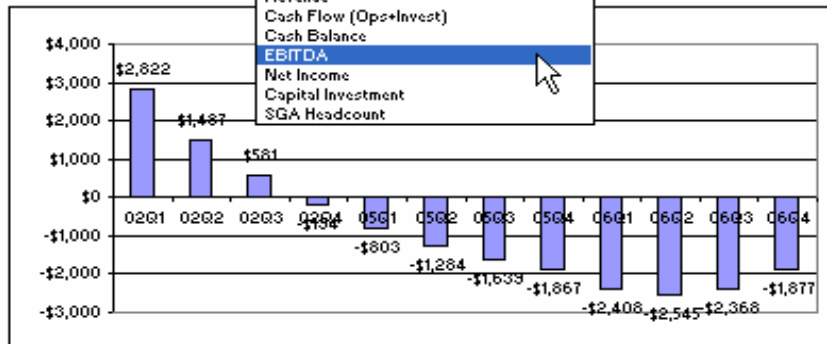 Cash Flow (Ops+Invest)
Cash Balance
EBITDA
Net Income
Capital Investment
SGA Headcount
$4,000
$3,000
$2,000
$1,000
$0
-$1,000
-$2,000
-$3,000
$2,822
$1,487
$581
-$803
-$1,284
-$1,639
-$1,867
-$2,408
-$2,545
-$2,368
-$1,877
02Q1 02Q2 02Q3 02Q4 05Q1 05Q2 05Q3 05Q4 06Q1 06Q2 06Q3 06Q4